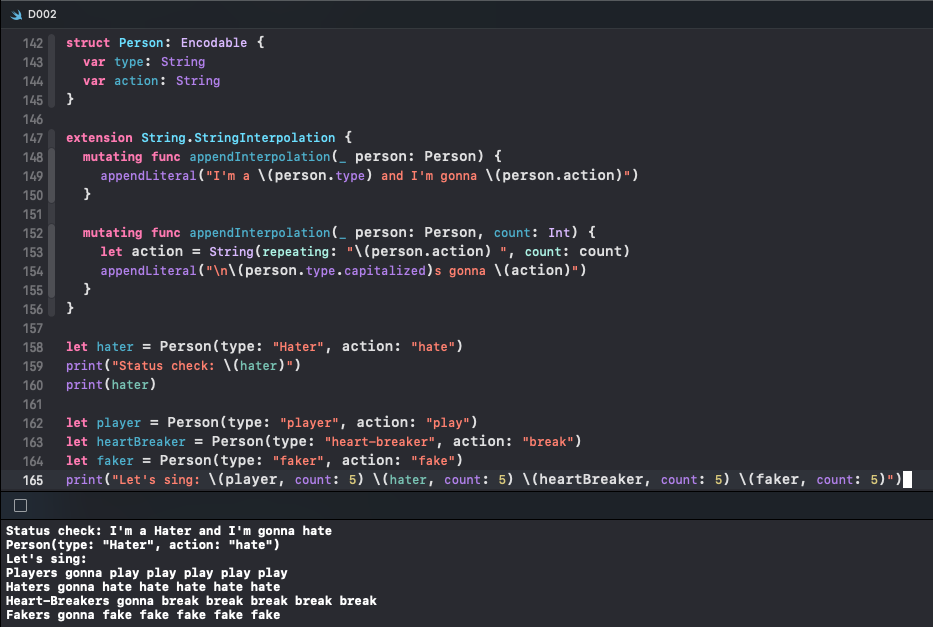 D002
142 struct Person: Encodable {
143 var type: String
144 var action: String
145 }
146
147 extension String.StringInterpolation {
148 mutating func appendInterpolation(_ person: Person) {
149 appendLiteral("I'm a \(person.type) and I'm gonna \(person.action)")
150 }
151
152 mutating func appendInterpolation(_ person: Person, count: Int) {
153 let action = String(repeating: "\(person.action) ", count: count)
154 appendLiteral("\n\(person.type.capitalized)s gonna \(action)")
155 }
156 }
157
158 let hater = Person(type: "Hater", action: "hate")
159 print("Status check: \(hater)")
160 print(hater)
161
162 let player = Person(type: "player", action: "play")
163 let heartBreaker = Person(type: "heart-breaker", action: "break")
164 let faker = Person(type: "faker", action: "fake")
165 print("Let's sing: \(player, count: 5) \(hater, count: 5) \(heartBreaker, count: 5) \(faker, count: 5)")
Status check: I'm a Hater and I'm gonna hate
Person(type: "Hater", action: "hate")
Let's sing:
Players gonna play play play play play
Haters gonna hate hate hate hate hate
Heart-Breakers gonna break break break break break
Fakers gonna fake fake fake fake fake